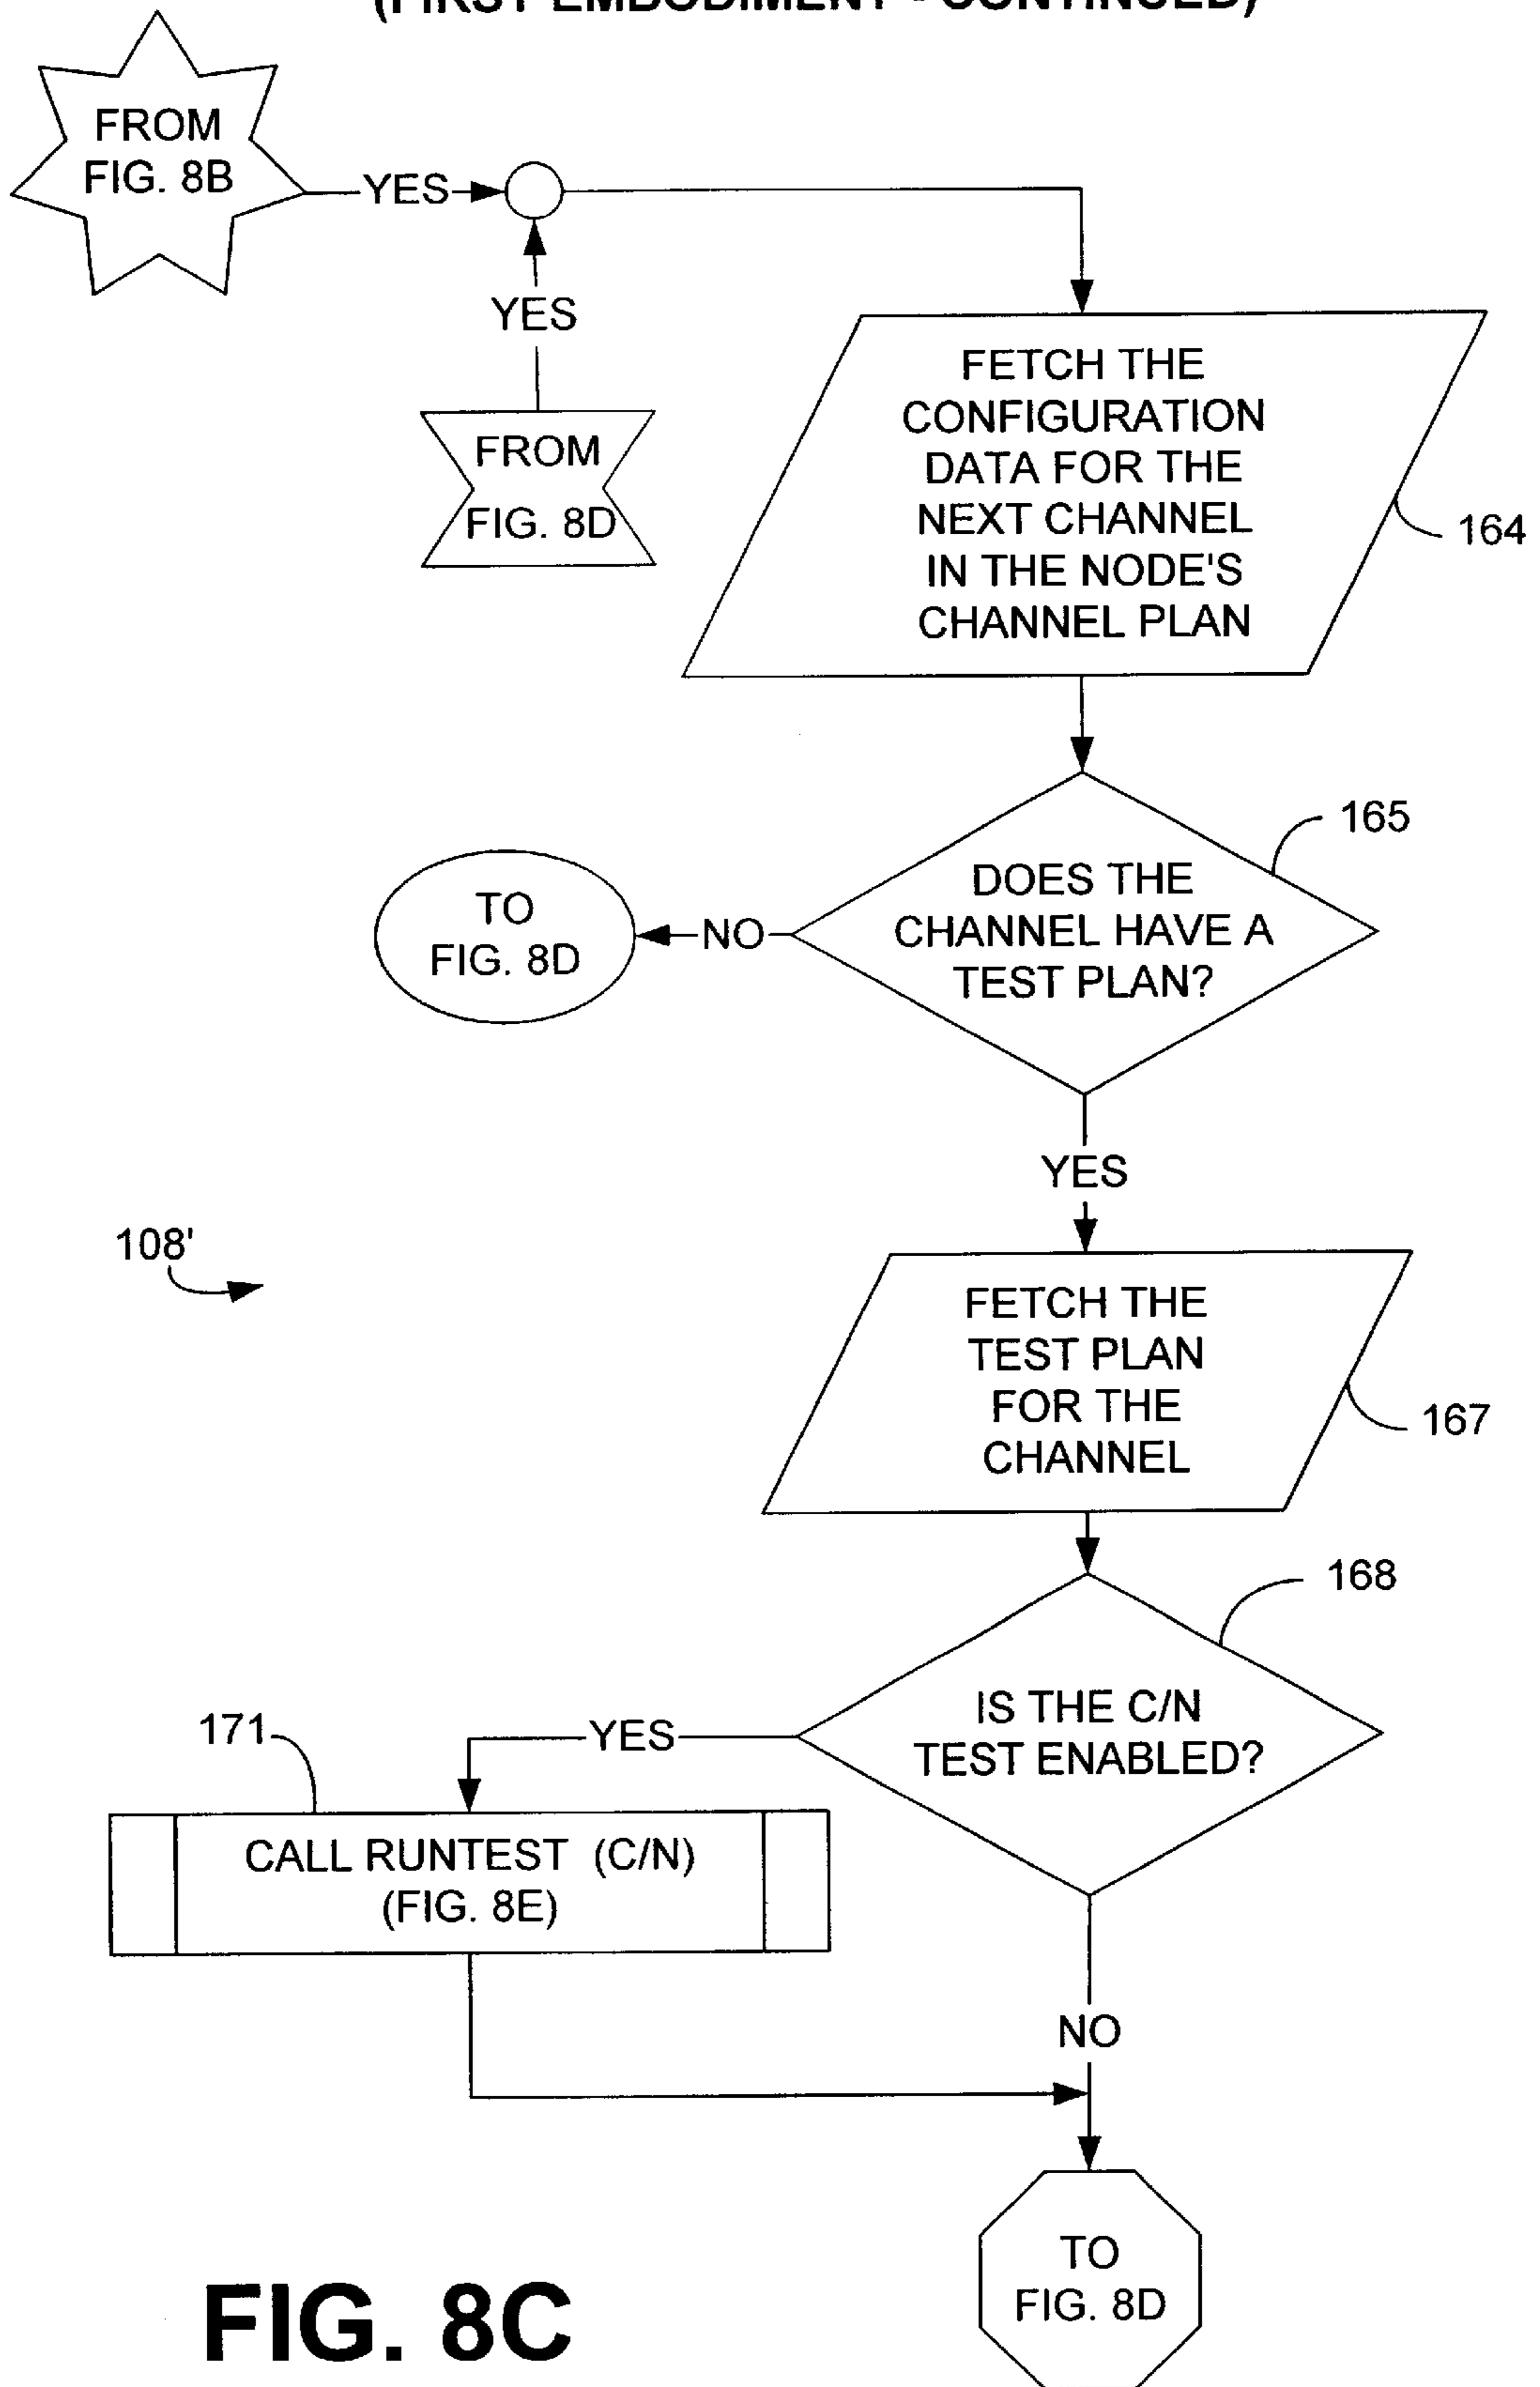 (FIRST EMBODIMENT - CONTINUED)
FROM
FIG. 8B
YES
YES
FROM
FIG. 8D
FETCH THE
CONFIGURATION
DATA FOR THE
NEXT CHANNEL
IN THE NODE'S
CHANNEL PLAN
164
165
DOES THE
CHANNEL HAVE A
TEST PLAN?
NO
TO
FIG. 8D
YES
108'
FETCH THE
TEST PLAN
FOR THE
CHANNEL
167
168
IS THE C/N
TEST ENABLED?
YES
171
CALL RUNTEST (C/N)
(FIG. 8E)
NO
TO
FIG. 8D
FIG. 8C